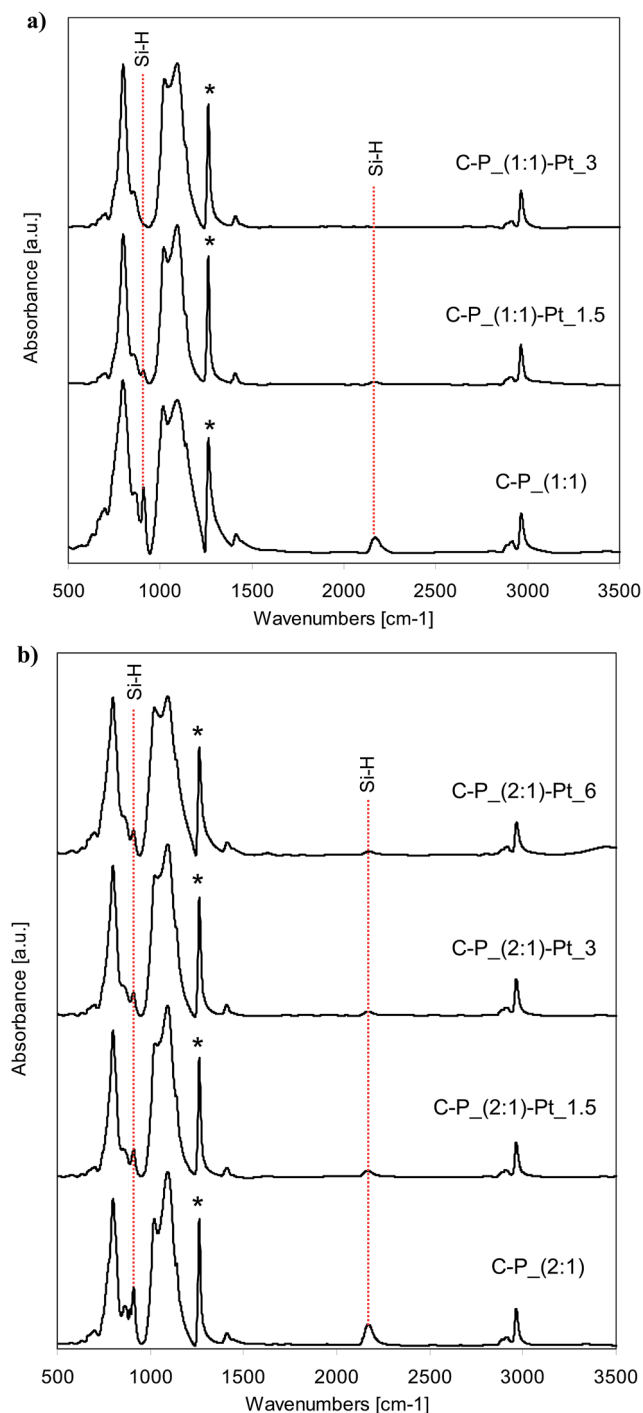 a)
Si-H
*
Si-H
C-P_(1:1)-Pt_3
*
C-P_(1:1)-Pt_1.5
*
C-P_(1:1)
Absorbance [a.u.]
500 1000 1500 2000 2500 3000 3500
Wavenumbers [cm-1]
b)
Si-H
*
Si-H
C-P_(2:1)-Pt_6
*
C-P_(2:1)-Pt_3
*
C-P_(2:1)-Pt_1.5
*
C-P_(2:1)
Absorbance [a.u.]
500 1000 1500 2000 2500 3000 3500
Wavenumbers [cm-1]